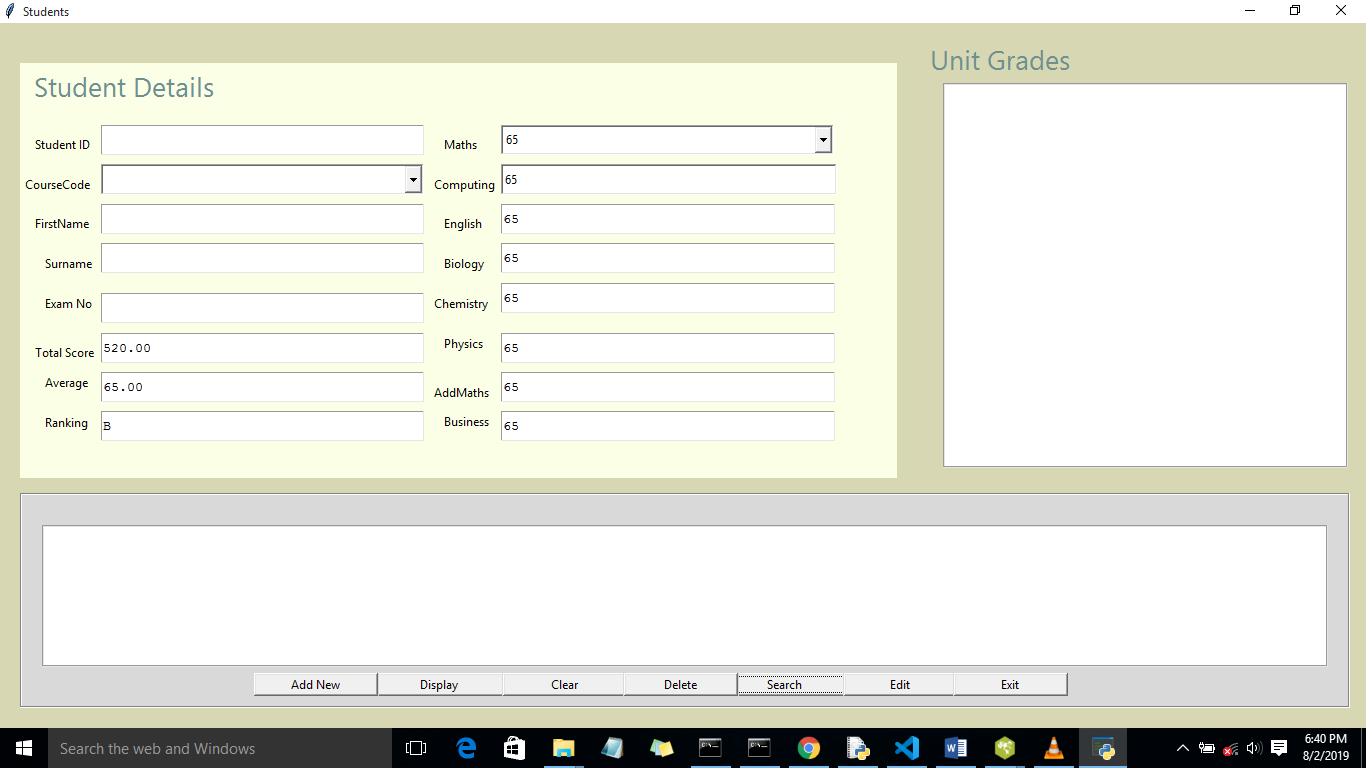 Students
Student Details
Unit Grades
Student ID
Maths 65
CourseCode
Computing 65
FirstName
English 65
Surname
Biology 65
Exam No
Chemistry 65
Total Score 520.00
Physics 65
Average 65.00
AddMaths 65
Ranking B
Business 65
Add New Display Clear Delete Search Edit Exit
Search the web and Windows
6:40 PM
8/2/2019